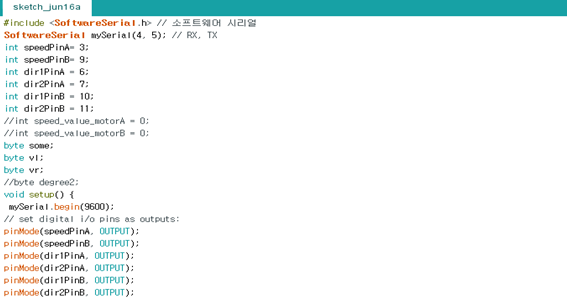 sketch_jun16a
#include <SoftwareSerial.h> // 소프트웨어 시리얼
SoftwareSerial mySerial(4, 5); // RX, TX
int speedPinA= 3;
int speedPinB= 9;
int dir1PinA = 6;
int dir2PinA = 7;
int dir1PinB = 10;
int dir2PinB = 11;
//int speed_value_motorA = 0;
//int speed_value_motorB = 0;
byte some;
byte vl;
byte vr;
//byte degree2;
void setup() {
 mySerial.begin(9600);
// set digital i/o pins as outputs:
pinMode(speedPinA, OUTPUT);
pinMode(speedPinB, OUTPUT);
pinMode(dir1PinA, OUTPUT);
pinMode(dir2PinA, OUTPUT);
pinMode(dir1PinB, OUTPUT);
pinMode(dir2PinB, OUTPUT);